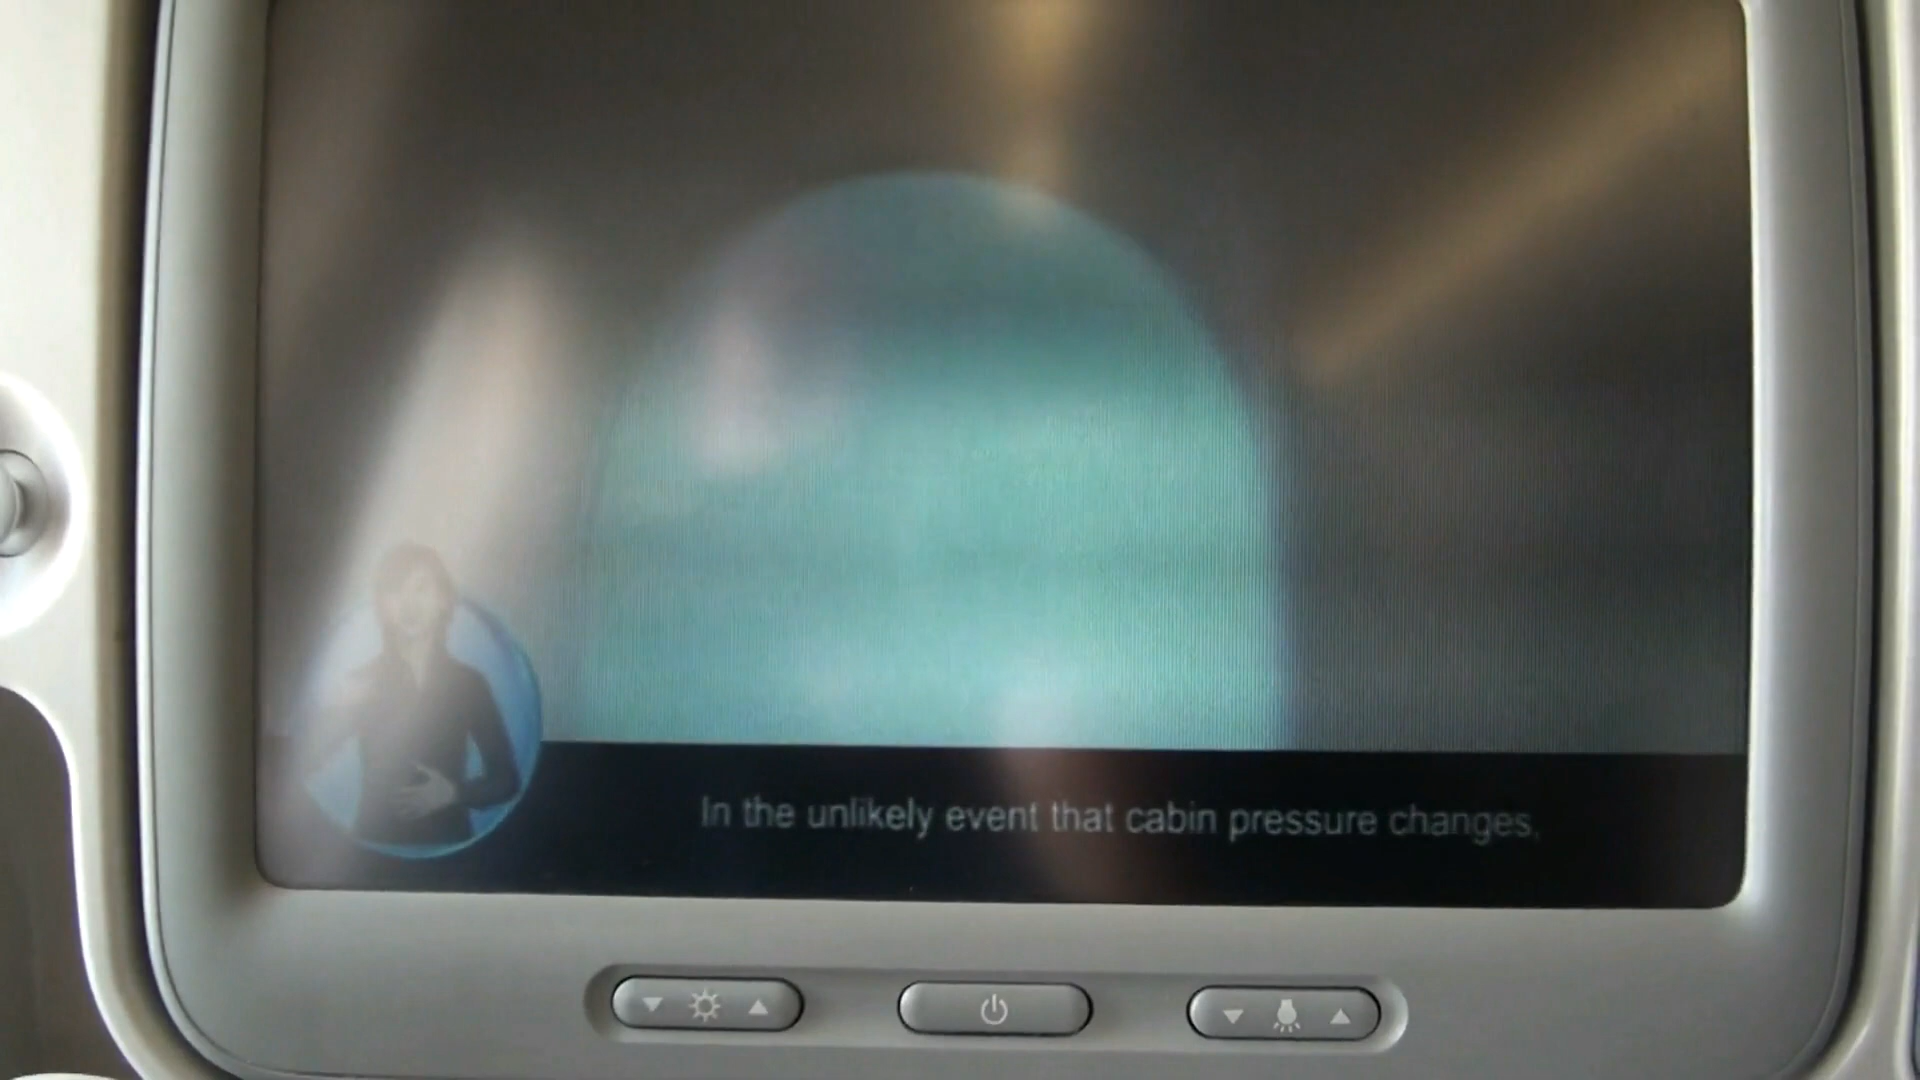 In the unlikely event that cabin pressure changes,